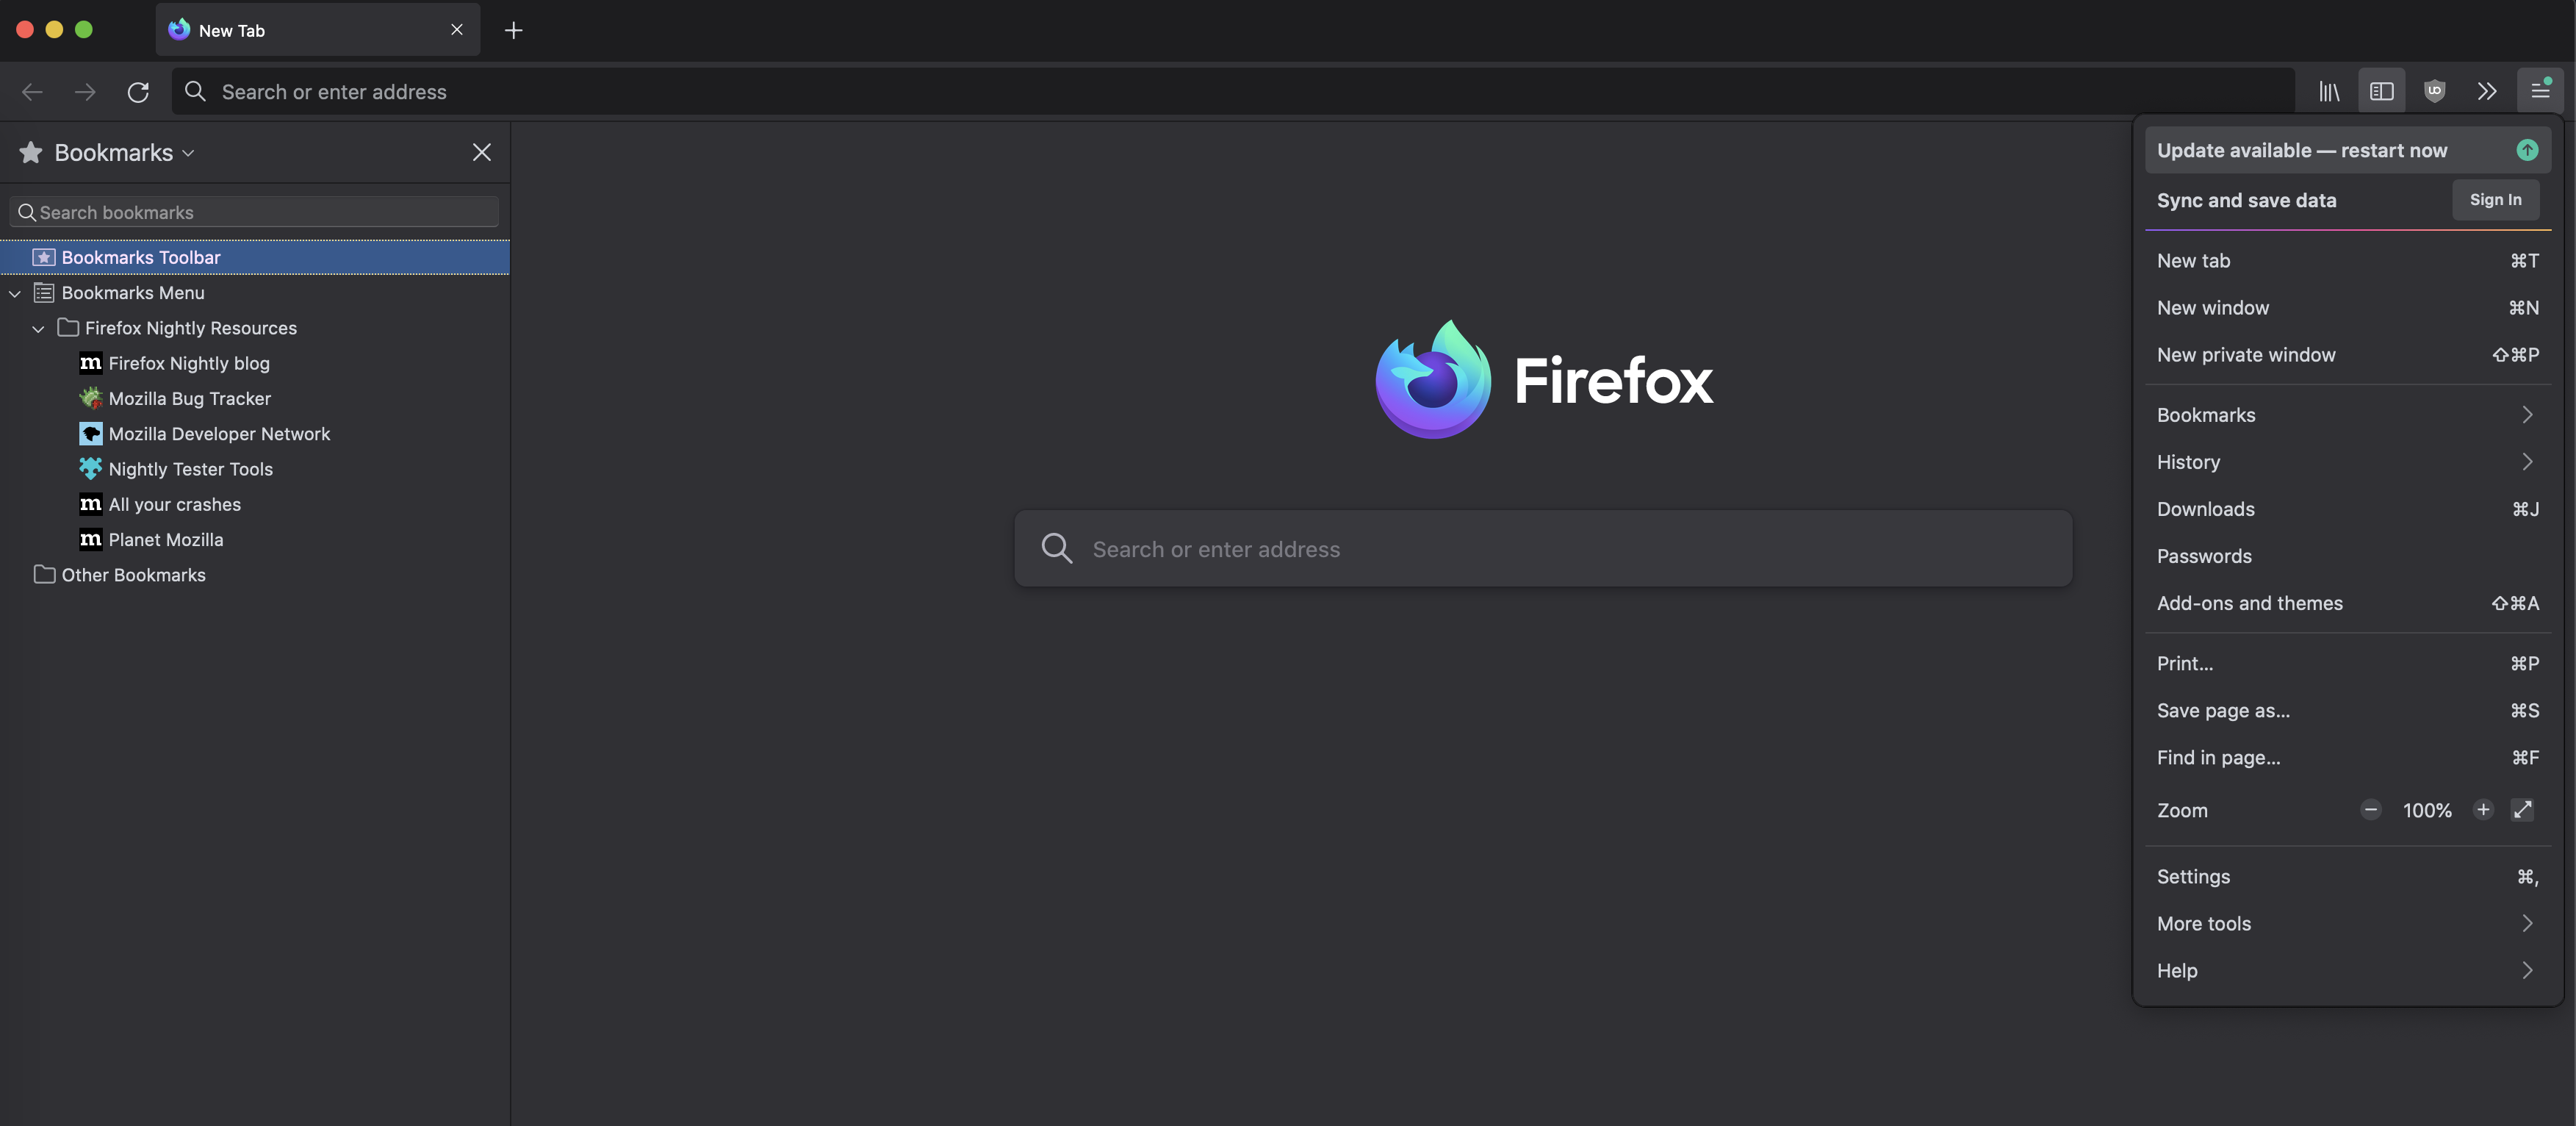 New Tab
Search or enter address
Bookmarks
Search bookmarks
Bookmarks Toolbar
Bookmarks Menu
Firefox Nightly Resources
m Firefox Nightly blog
Mozilla Bug Tracker
Mozilla Developer Network
Nightly Tester Tools
m All your crashes
m Planet Mozilla
Other Bookmarks
Firefox
Search or enter address
Update available — restart now
Sync and save data Sign In
New tab ⌘T
New window ⌘N
New private window ⇧⌘P
Bookmarks
History
Downloads ⌘J
Passwords
Add-ons and themes ⇧⌘A
Print... ⌘P
Save page as... ⌘S
Find in page... ⌘F
Zoom − 100% +
Settings ⌘,
More tools
Help